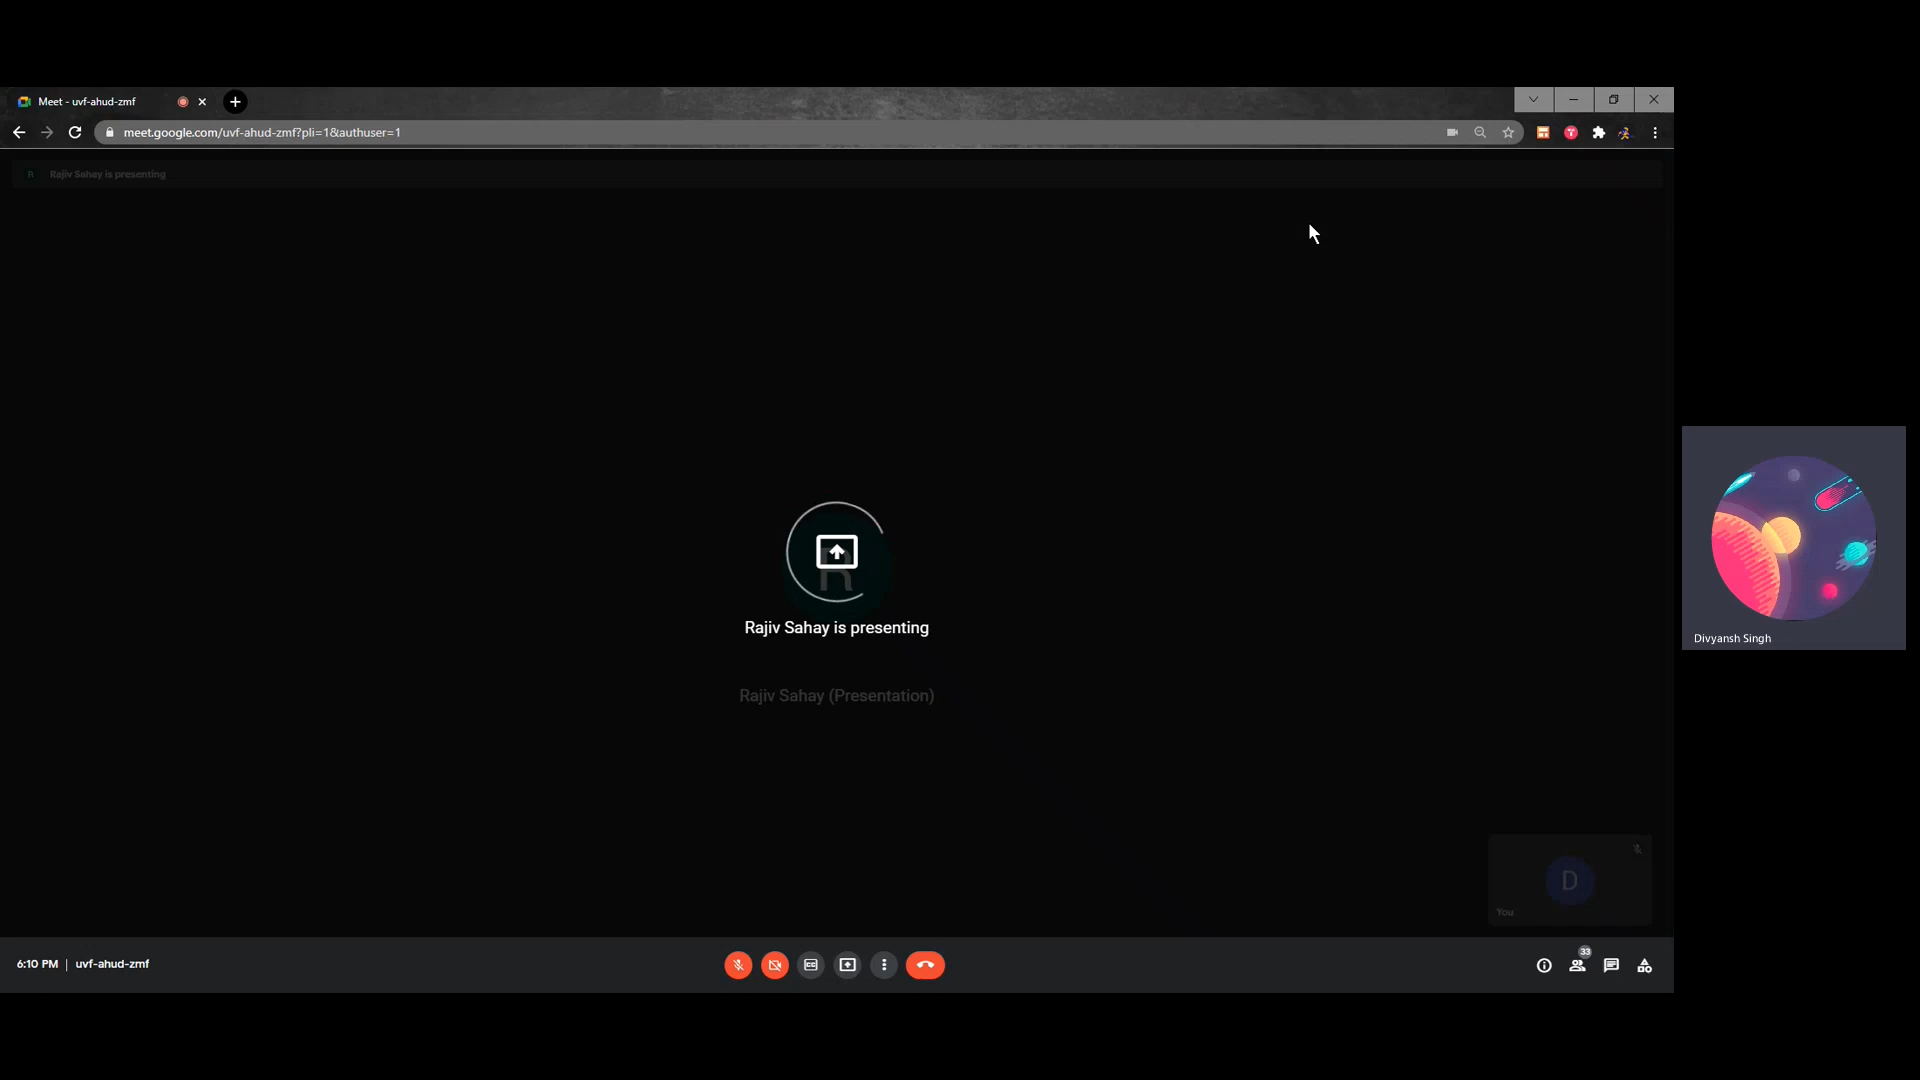 Meet - uvf-ahud-zmf
meet.google.com/uvf-ahud-zmf?pli=1&authuser=1
R
Rajiv Sahay is presenting
R
Rajiv Sahay is presenting
Rajiv Sahay (Presentation)
Divyansh Singh
D
You
6:10 PM | uvf-ahud-zmf
33